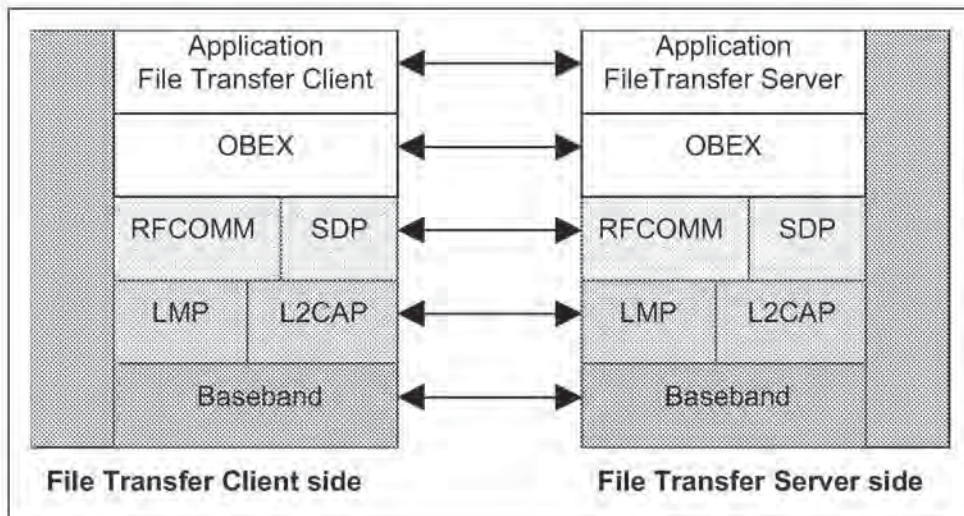 Application
File Transfer Client
Application
FileTransfer Server
OBEX
OBEX
RFCOMM
SDP
RFCOMM
SDP
LMP
L2CAP
LMP
L2CAP
Baseband
Baseband
File Transfer Client side
File Transfer Server side